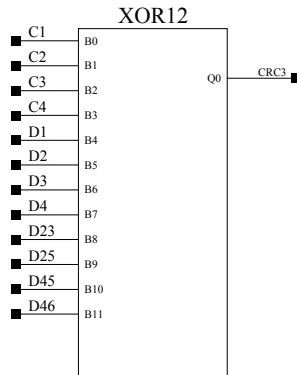 XOR12
C1 B0
C2 B1
Q0 CRC3
C3 B2
C4 B3
D1 B4
D2 B5
D3 B6
D4 B7
D23 B8
D25 B9
D45 B10
D46 B11